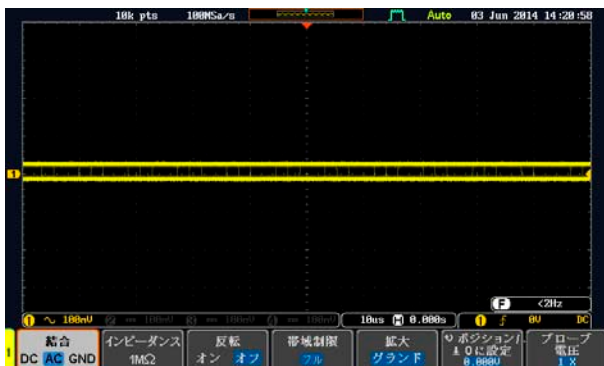 10k pts 100MSa/s Auto 03 Jun 2014 14:20:58
1
F <2Hz
1 100mV 10us H 0.000s 1 0V DC
結合 インピーダンス 反転 帯域制限 拡大 ポジション/ プローブ
1 DC AC GND 1MΩ オン オフ フル グランド 0に設定 電圧
0.000V 1 X